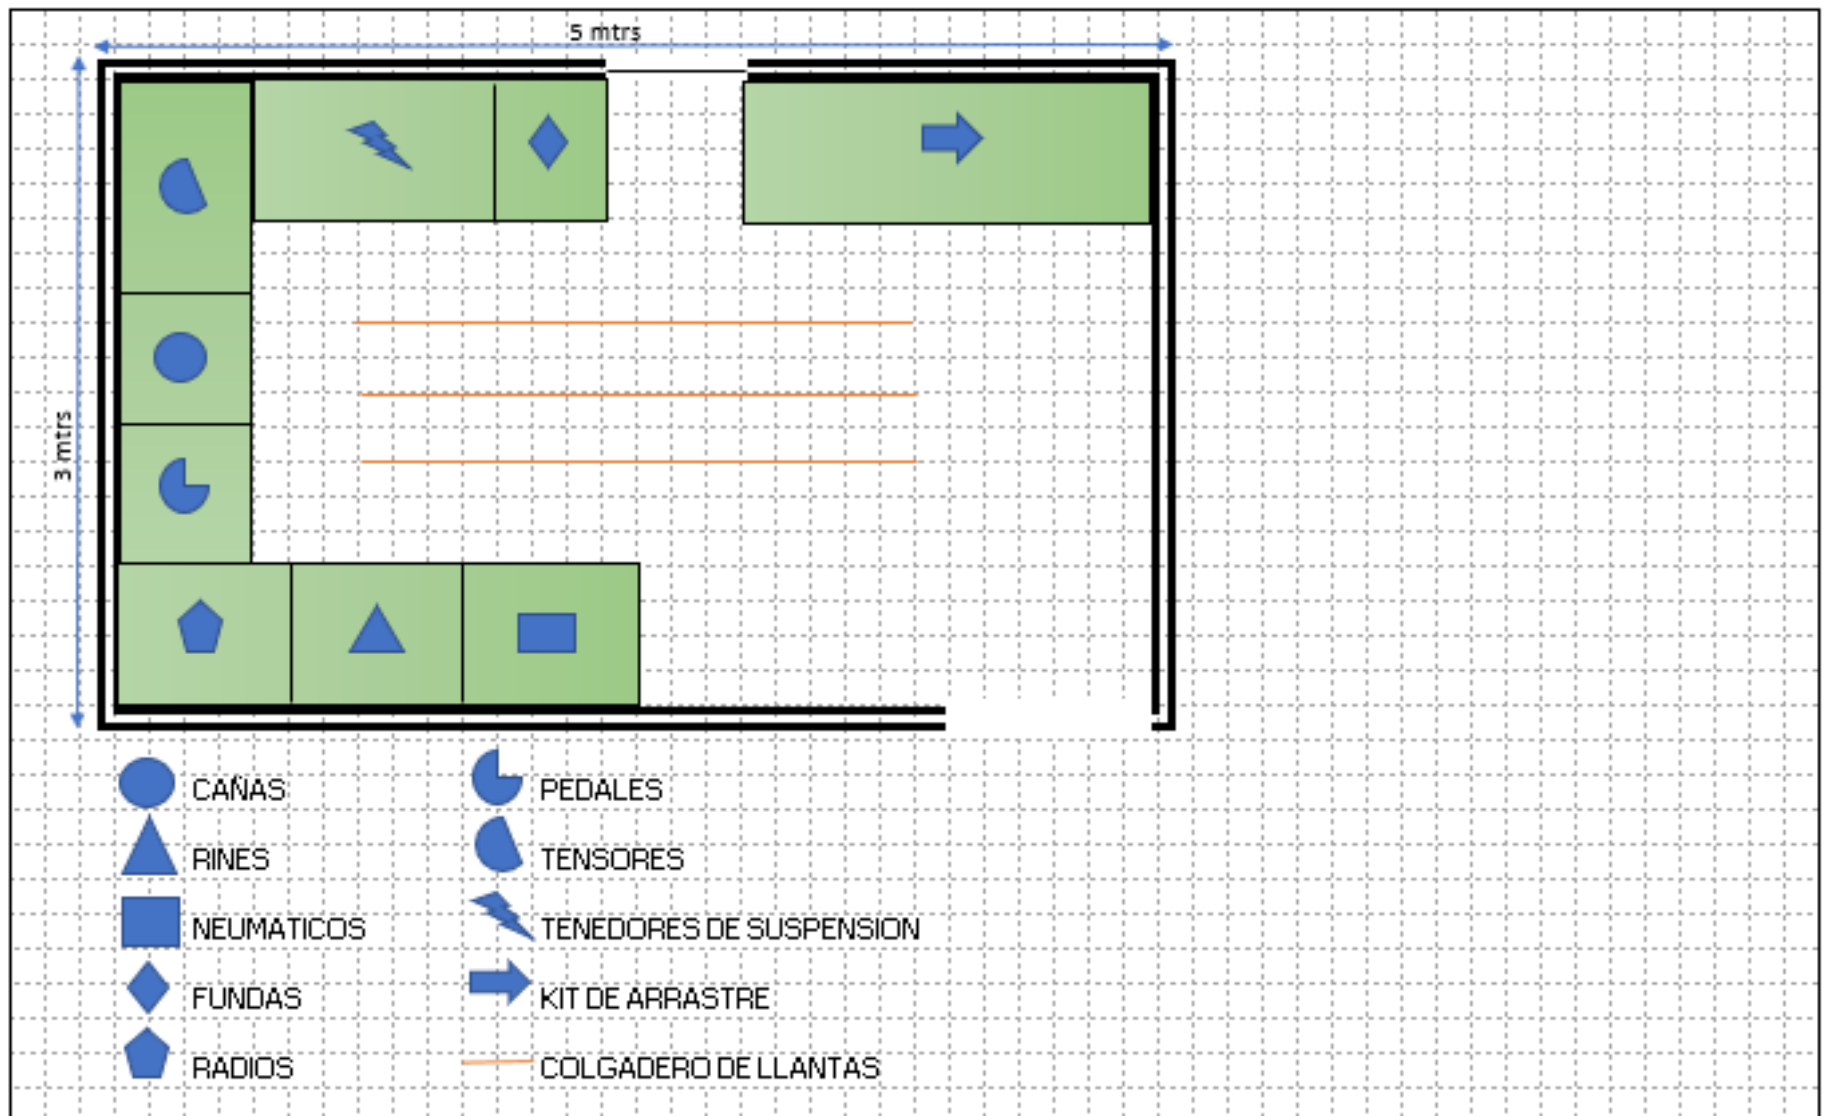 5 mtrs
3 mtrs
CAÑAS
PEDALES
RINES
TENSORES
NEUMATICOS
TENEDORES DE SUSPENSION
FUNDAS
KIT DE ARRASTRE
RADIOS
COLGADERO DE LLANTAS